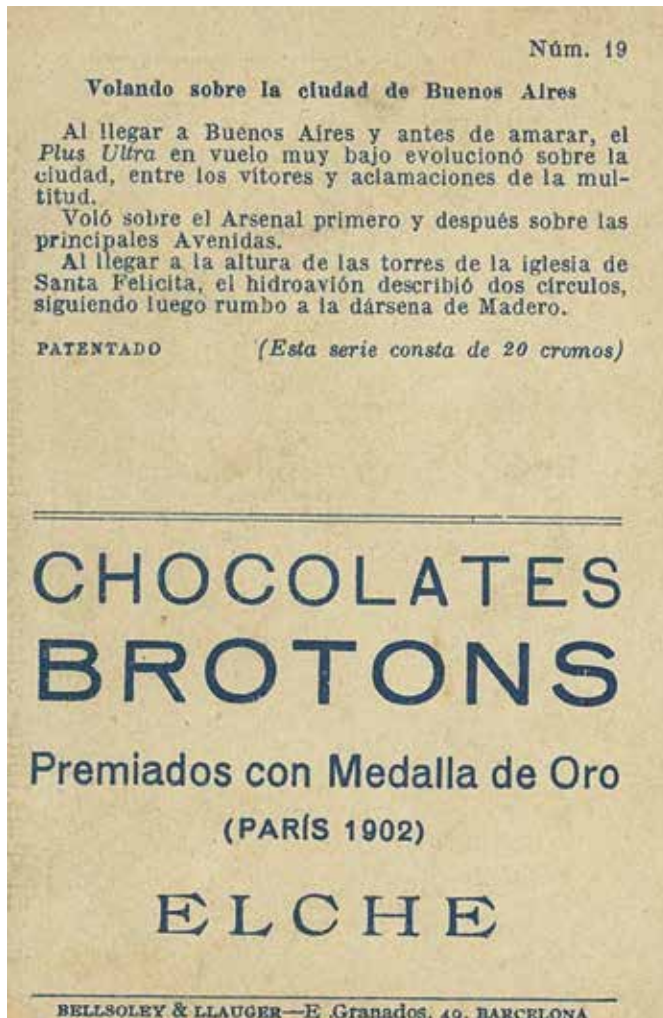 Núm. 19
Volando sobre la ciudad de Buenos Aires
Al llegar a Buenos Aires y antes de amarar, el
Plus Ultra en vuelo muy bajo evolucionó sobre la
ciudad, entre los vítores y aclamaciones de la mul-
titud.
Voló sobre el Arsenal primero y después sobre las
principales Avenidas.
Al llegar a la altura de las torres de la iglesia de
Santa Felicita, el hidroavión describió dos círculos,
siguiendo luego rumbo a la dársena de Madero.
PATENTADO (Esta serie consta de 20 cromos)
CHOCOLATES
BROTONS
Premiados con Medalla de Oro
(PARÍS 1902)
ELCHE
BELLSOLEY & LLAUGER—E .Granados, 49, BARCELONA